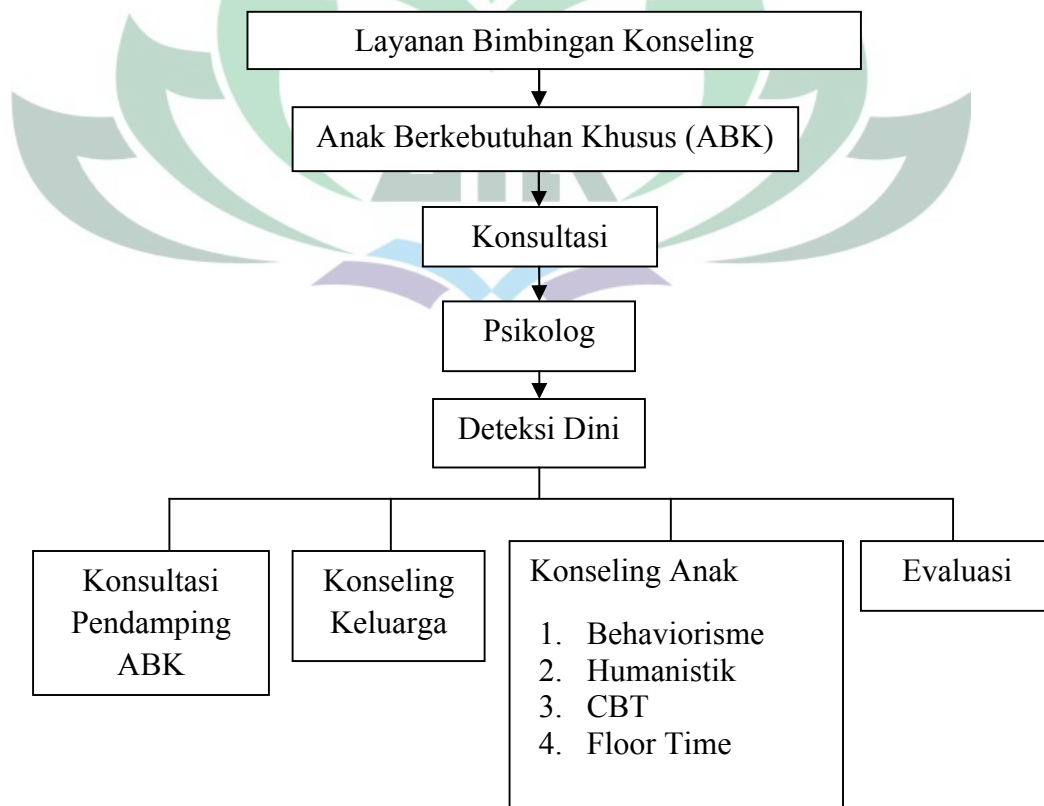 Layanan Bimbingan Konseling
Anak Berkebutuhan Khusus (ABK)
Konsultasi
Psikolog
Deteksi Dini
Konsultasi
Pendamping
ABK
Konseling
Keluarga
Konseling Anak
1. Behaviorisme
2. Humanistik
3. CBT
4. Floor Time
Evaluasi